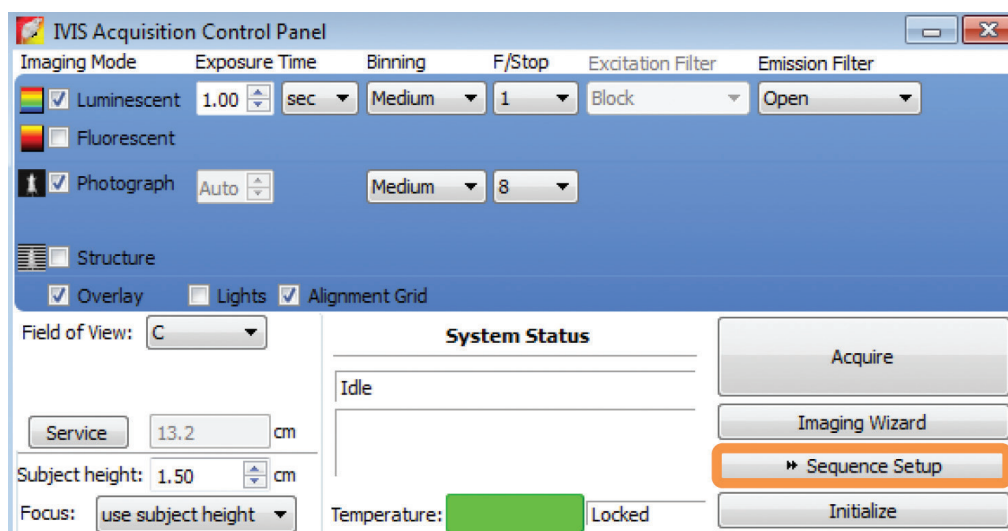 IVIS Acquisition Control Panel
Imaging Mode Exposure Time Binning F/Stop Excitation Filter Emission Filter
Luminescent 1.00 sec Medium 1 Block Open
Fluorescent
Photograph Auto Medium 8
Structure
Overlay Lights Alignment Grid
Field of View: C
System Status
Acquire
Idle
Imaging Wizard
Service 13.2 cm
Sequence Setup
Subject height: 1.50 cm
Focus: use subject height
Temperature: Locked
Initialize